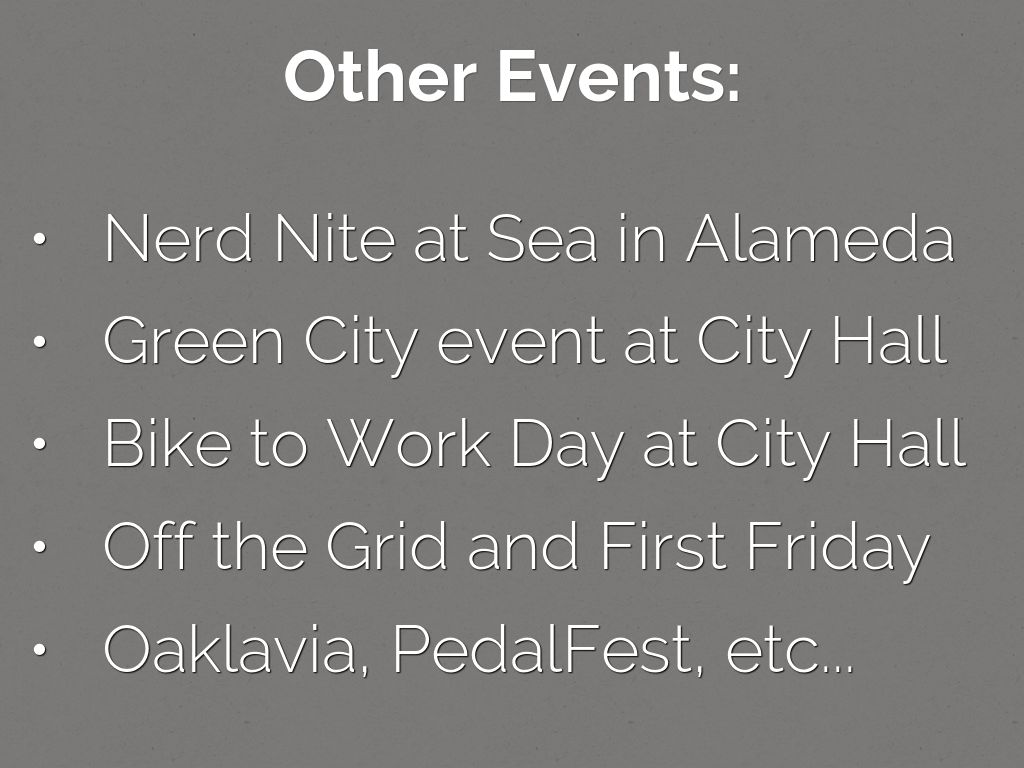 Other Events:
• Nerd Nite at Sea in Alameda
• Green City event at City Hall
• Bike to Work Day at City Hall
• Off the Grid and First Friday
• Oaklavia, PedalFest, etc...